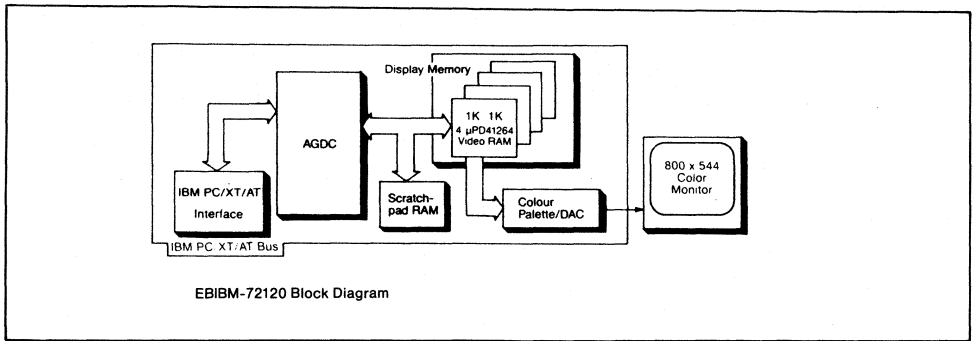 Display Memory
1K 1K
4 µPD41264
Video RAM
AGDC
800 x 544
Color
Monitor
IBM PC/XT/AT
Interface
Scratch-
pad RAM
Colour
Palette/DAC
IBM PC XT/AT Bus
EBIBM-72120 Block Diagram